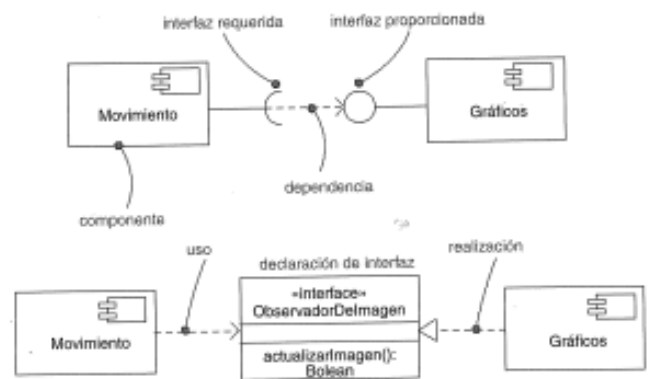 interfaz requerida
interfaz proporcionada
Movimiento
Gráficos
dependencia
componente
uso
declaración de interfaz
realización
«interface»
ObservadorDeImagen
Movimiento
Gráficos
actualizarImagen():
Bolean